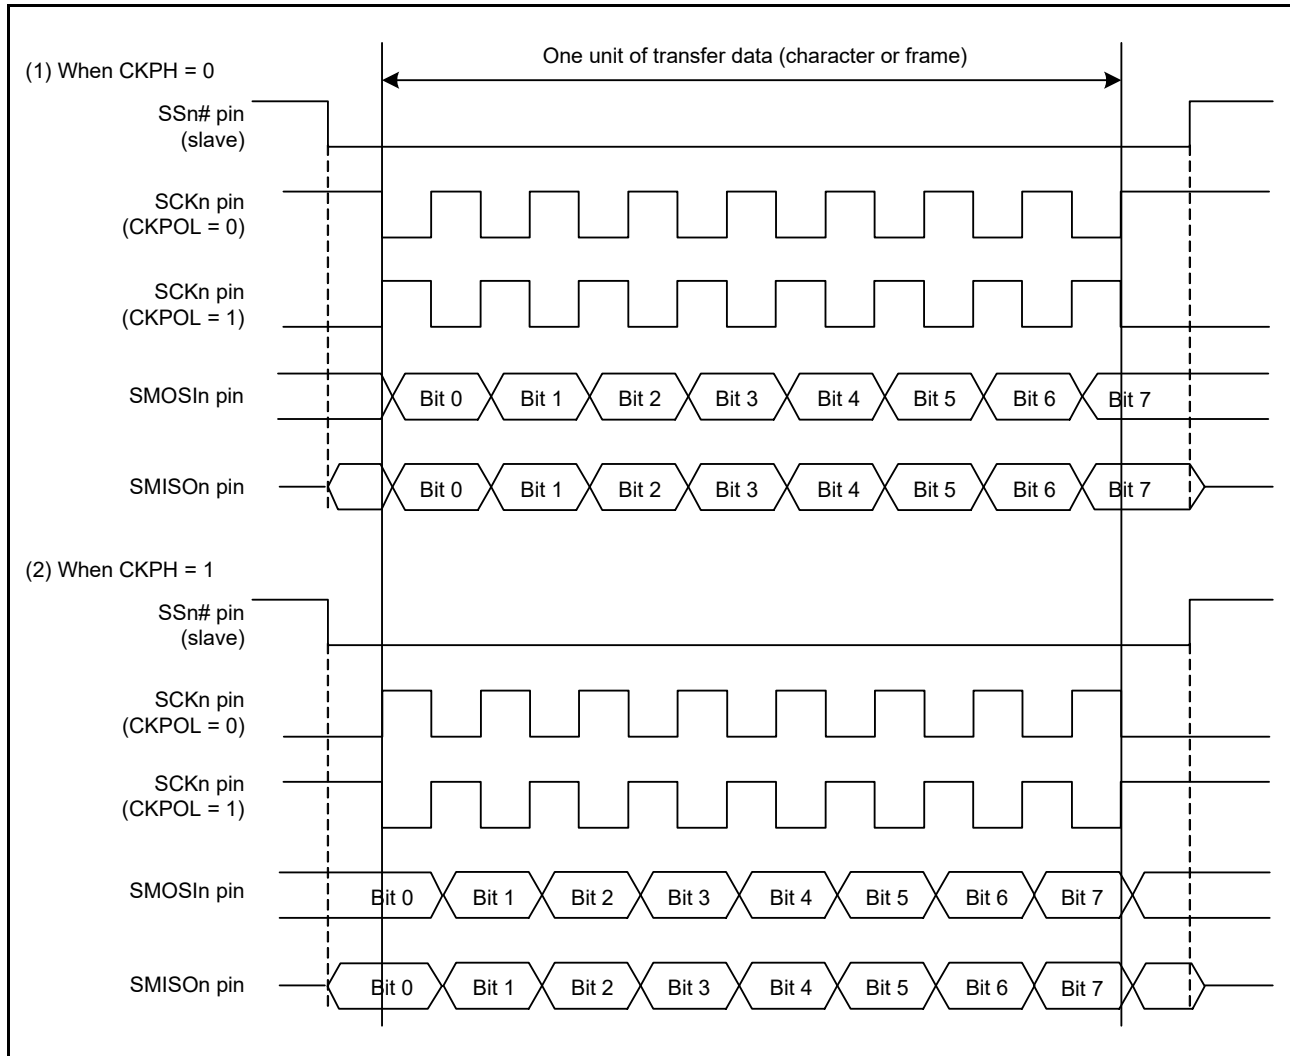 One unit of transfer data (character or frame)
(1) When CKPH = 0
SSn# pin
(slave)
SCKn pin
(CKPOL = 0)
SCKn pin
(CKPOL = 1)
SMOSIn pin
Bit 0 Bit 1 Bit 2 Bit 3 Bit 4 Bit 5 Bit 6 Bit 7
SMISOn pin
Bit 0 Bit 1 Bit 2 Bit 3 Bit 4 Bit 5 Bit 6 Bit 7
(2) When CKPH = 1
SSn# pin
(slave)
SCKn pin
(CKPOL = 0)
SCKn pin
(CKPOL = 1)
SMOSIn pin
Bit 0 Bit 1 Bit 2 Bit 3 Bit 4 Bit 5 Bit 6 Bit 7
SMISOn pin
Bit 0 Bit 1 Bit 2 Bit 3 Bit 4 Bit 5 Bit 6 Bit 7